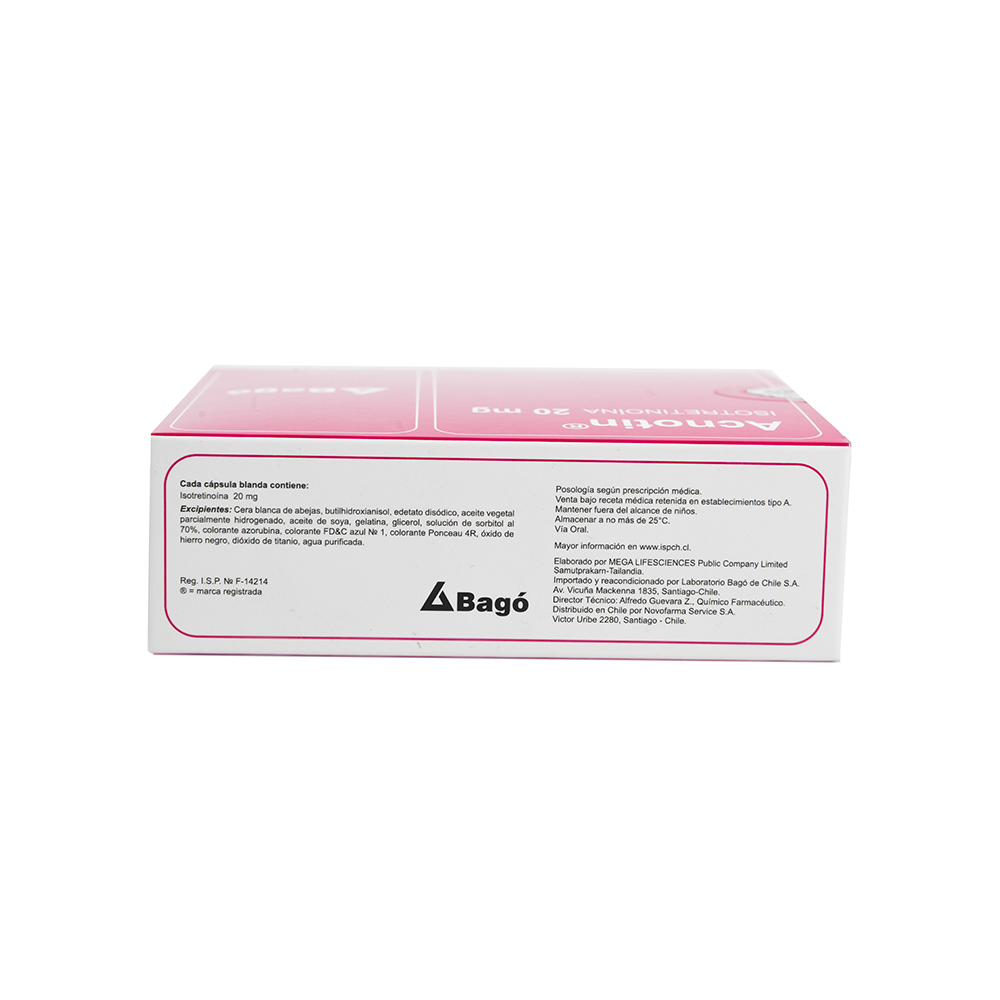 Bagó
Acnotin®
ISOTRETINOÍNA 20 mg
Cada cápsula blanda contiene:
Isotretinoína 20 mg
Excipientes: Cera blanca de abejas, butilhidroxianisol, edetato disódico, aceite vegetal
parcialmente hidrogenado, aceite de soya, gelatina, glicerol, solución de sorbitol al
70%, colorante azorubina, colorante FD&C azul № 1, colorante Ponceau 4R, óxido de
hierro negro, dióxido de titanio, agua purificada.
Reg. I.S.P. № F-14214
® = marca registrada
Bagó
Posología según prescripción médica.
Venta bajo receta médica retenida en establecimientos tipo A.
Mantener fuera del alcance de niños.
Almacenar a no más de 25°C.
Vía Oral.
Mayor información en www.ispch.cl.
Elaborado por MEGA LIFESCIENCES Public Company Limited
Samutprakarn-Tailandia.
Importado y reacondicionado por Laboratorio Bagó de Chile S.A.
Av. Vicuña Mackenna 1835, Santiago-Chile.
Director Técnico: Alfredo Guevara Z., Químico Farmacéutico.
Distribuido en Chile por Novofarma Service S.A.
Victor Uribe 2280, Santiago - Chile.